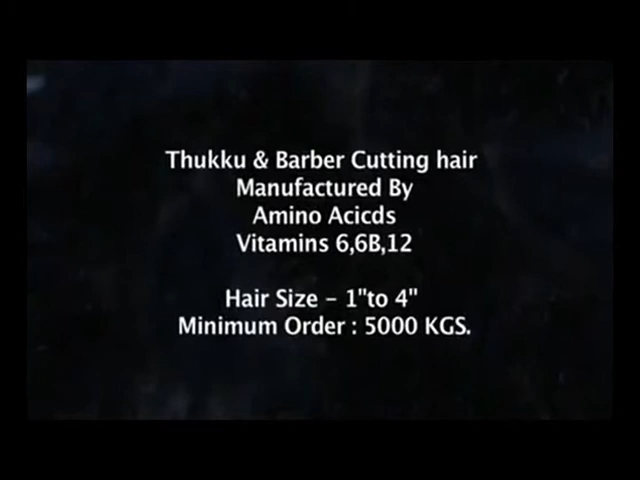 Thukku & Barber Cutting hair
Manufactured By
Amino Acicds
Vitamins 6,6B,12
Hair Size - 1"to 4"
Minimum Order : 5000 KGS.